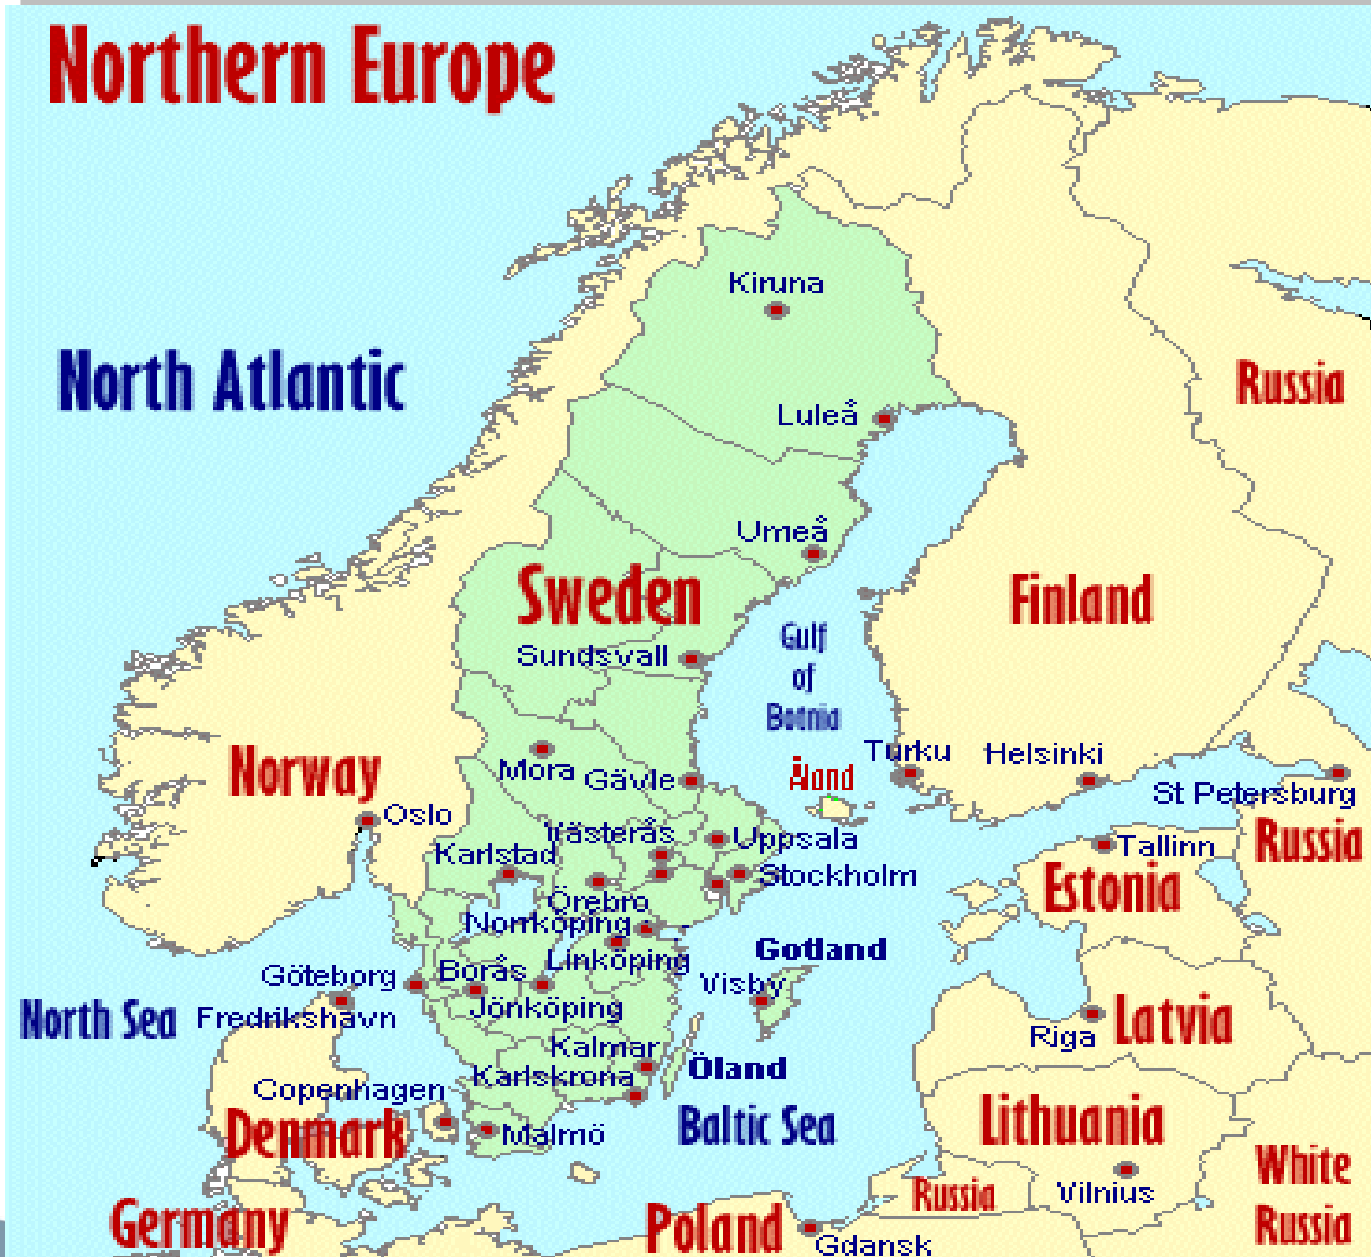 Northern Europe
Kiruna
North Atlantic
Russia
Luleå
Umeå
Sweden
Finland
Gulf
of
Botnia
Sundsvall
Norway
Mora
Gävle
Åland
Turku
Helsinki
St Petersburg
Oslo
Västerås
Uppsala
Tallinn
Russia
Karlstad
Stockholm
Estonia
Örebro
Norrköping
Linköping
Gotland
Göteborg
Borås
Visby
Jönköping
North Sea
Fredrikshavn
Riga
Latvia
Kalmar
Öland
Karlskrona
Copenhagen
Denmark
Malmö
Baltic Sea
Lithuania
Vilnius
White
Russia
Russia
Germany
Poland
Gdansk